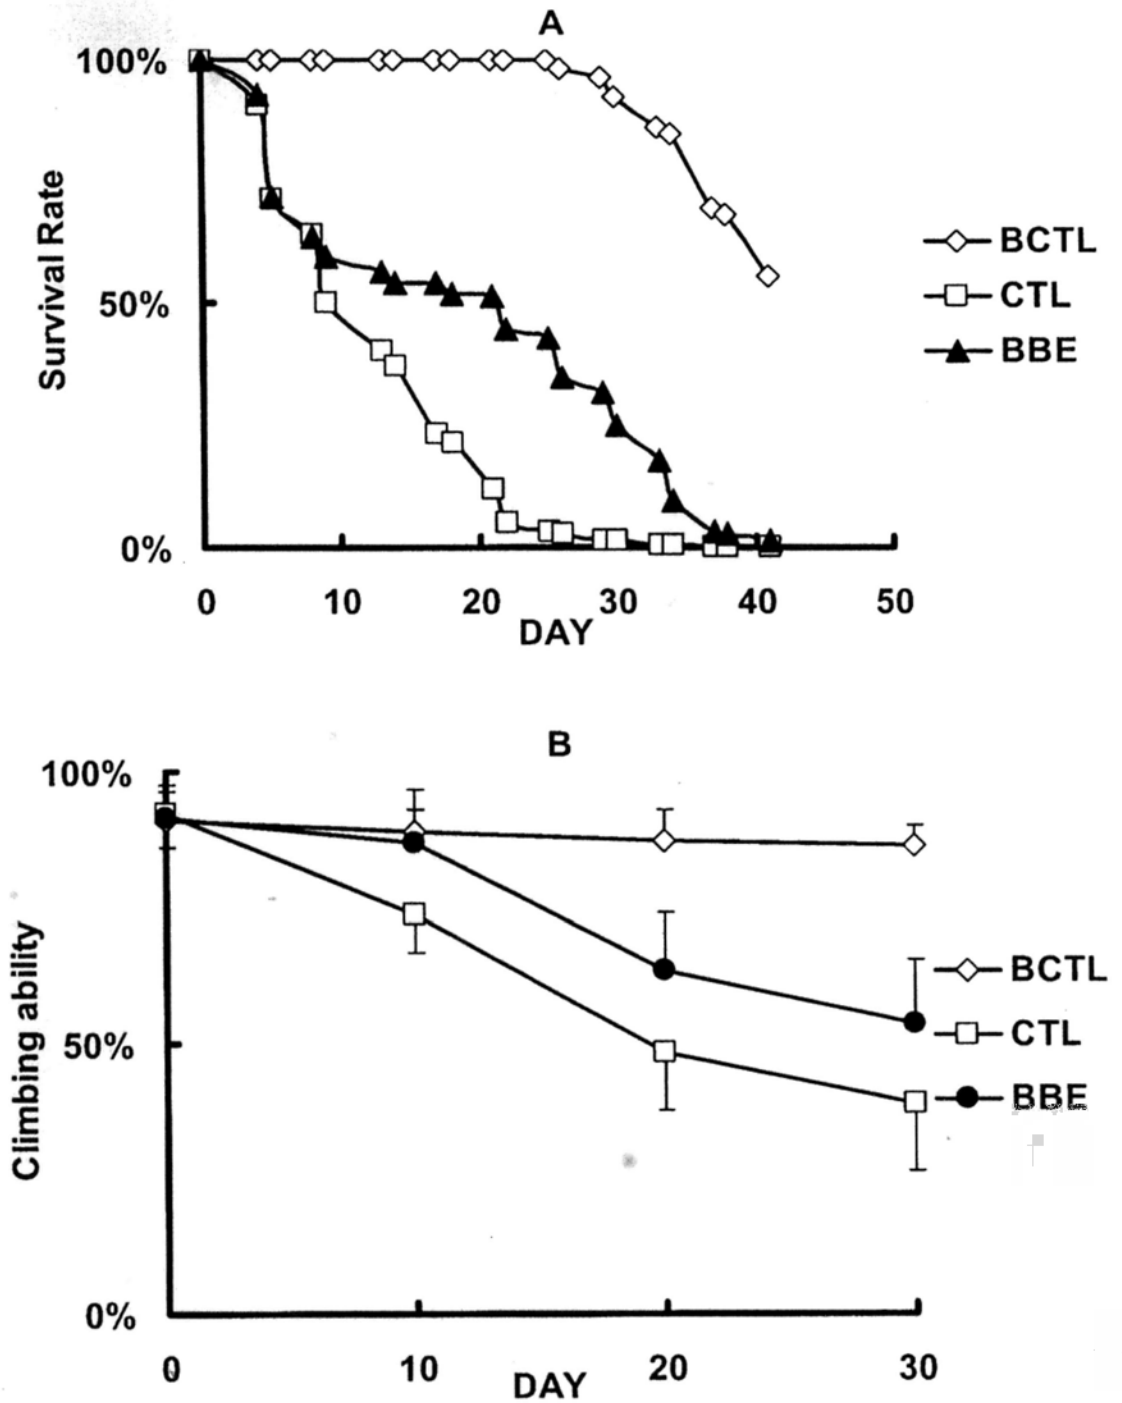 A
100%
50%
0%
Survival Rate
0
10
20
30
40
50
DAY
BCTL
CTL
BBE
B
100%
50%
0%
Climbing ability
0
10
20
30
DAY
BCTL
CTL
BBE